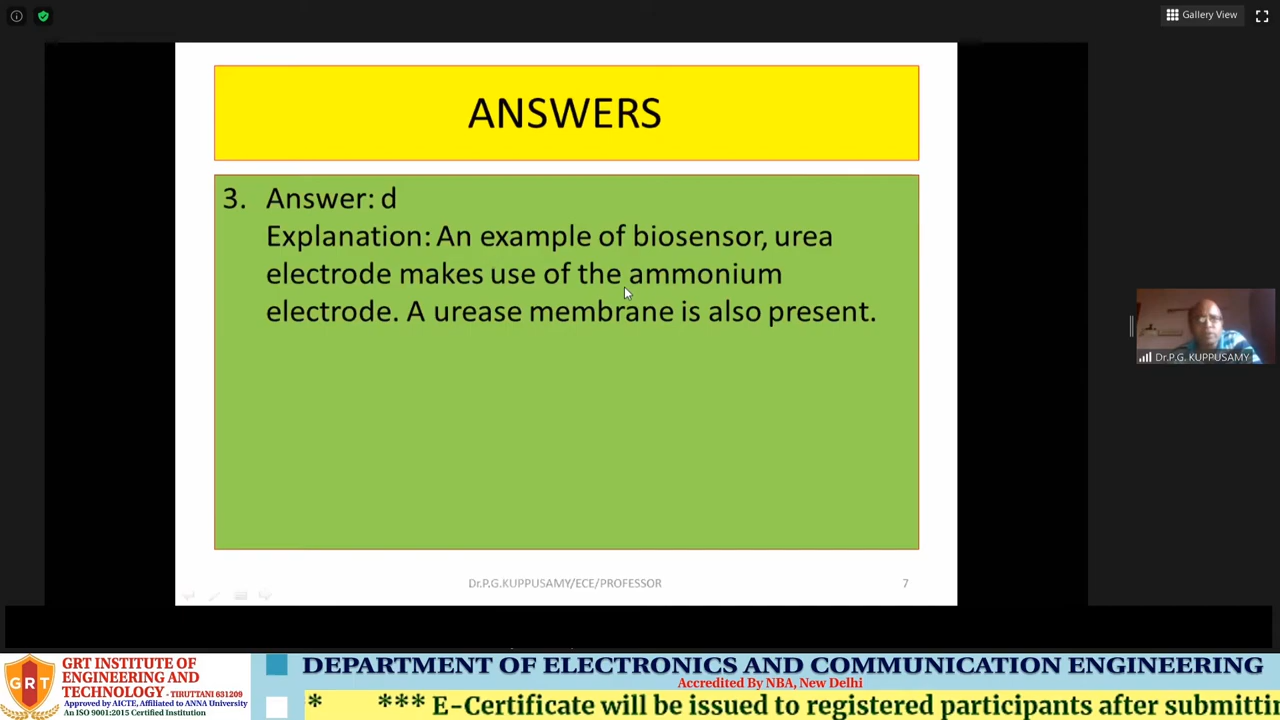 Gallery View
ANSWERS
3. Answer: d
Explanation: An example of biosensor, urea
electrode makes use of the ammonium
electrode. A urease membrane is also present.
Dr.P.G. KUPPUSAMY
Dr.P.G.KUPPUSAMY/ECE/PROFESSOR
7
GRT
GRT INSTITUTE OF
ENGINEERING AND
TECHNOLOGY - TIRUTTANI 631209
Approved by AICTE, Affiliated to ANNA University
An ISO 9001:2015 Certified Institution
DEPARTMENT OF ELECTRONICS AND COMMUNICATION ENGINEERING
Accredited By NBA, New Delhi
* *** E-Certificate will be issued to registered participants after submittin